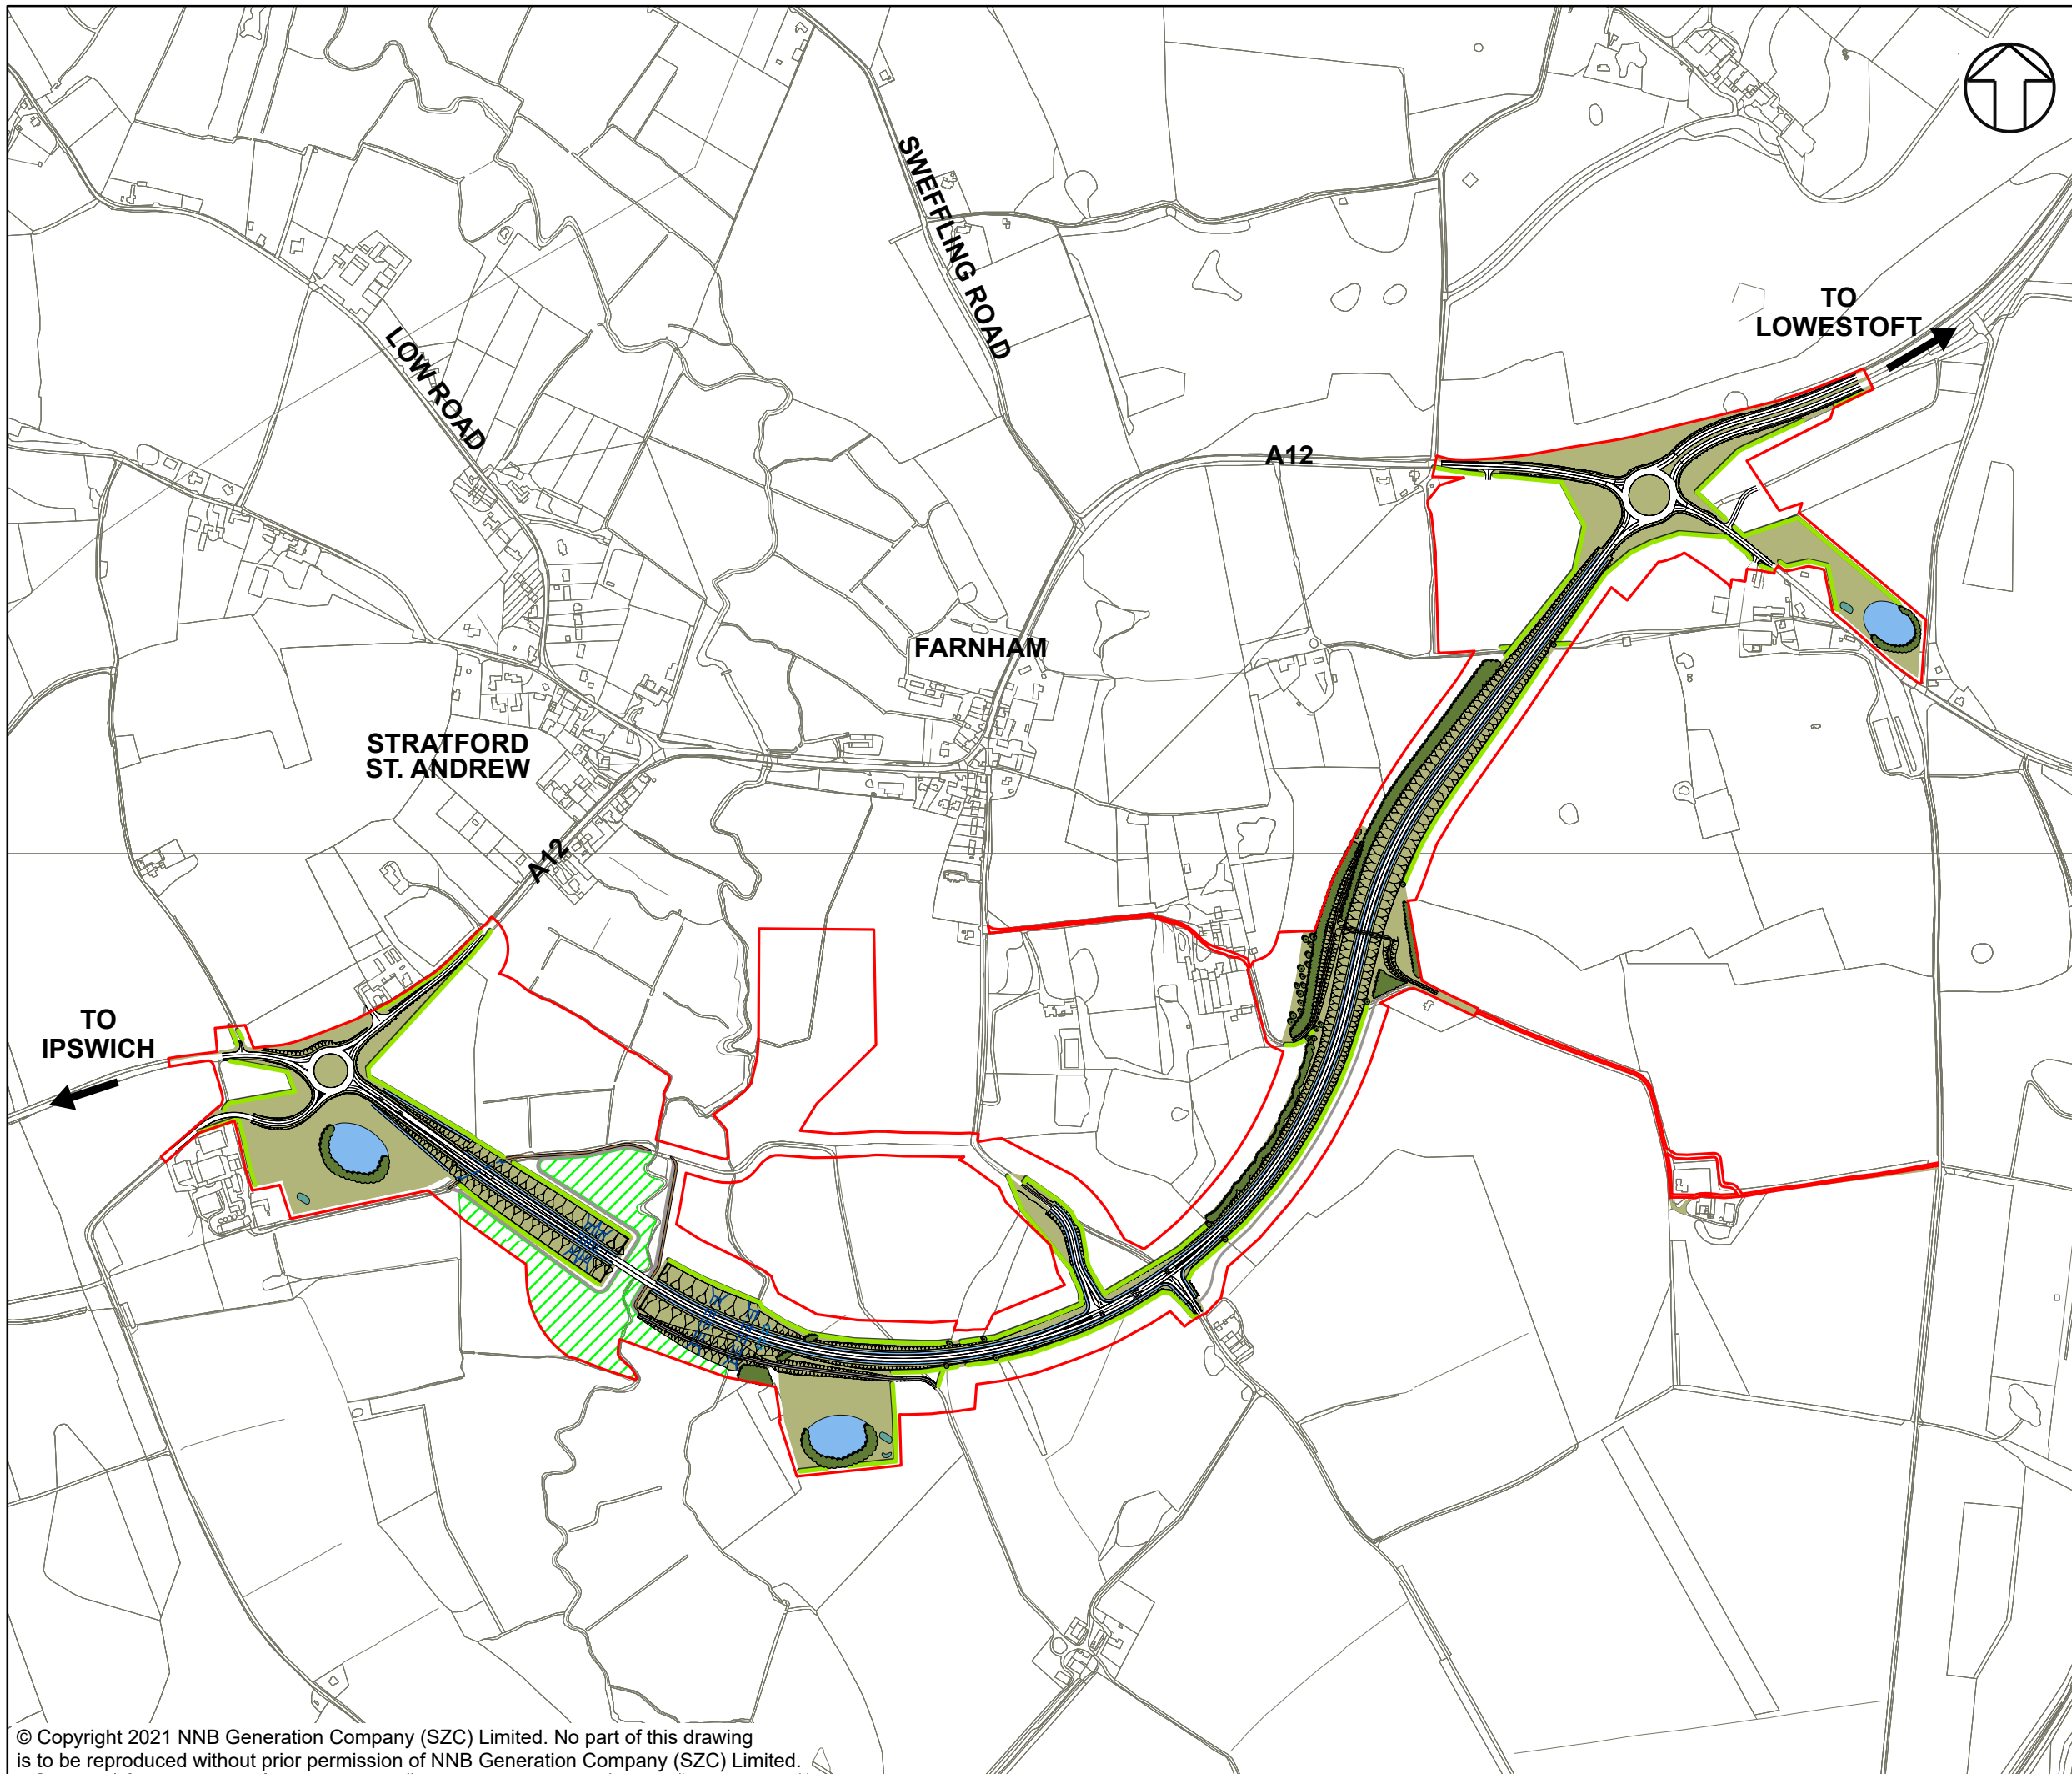 SWEFFLING ROAD
TO
LOWESTOFT
LOW ROAD
A12
FARNHAM
STRATFORD
ST. ANDREW
A12
TO
IPSWICH
© Copyright 2021 NNB Generation Company (SZC) Limited. No part of this drawing
is to be reproduced without prior permission of NNB Generation Company (SZC) Limited.